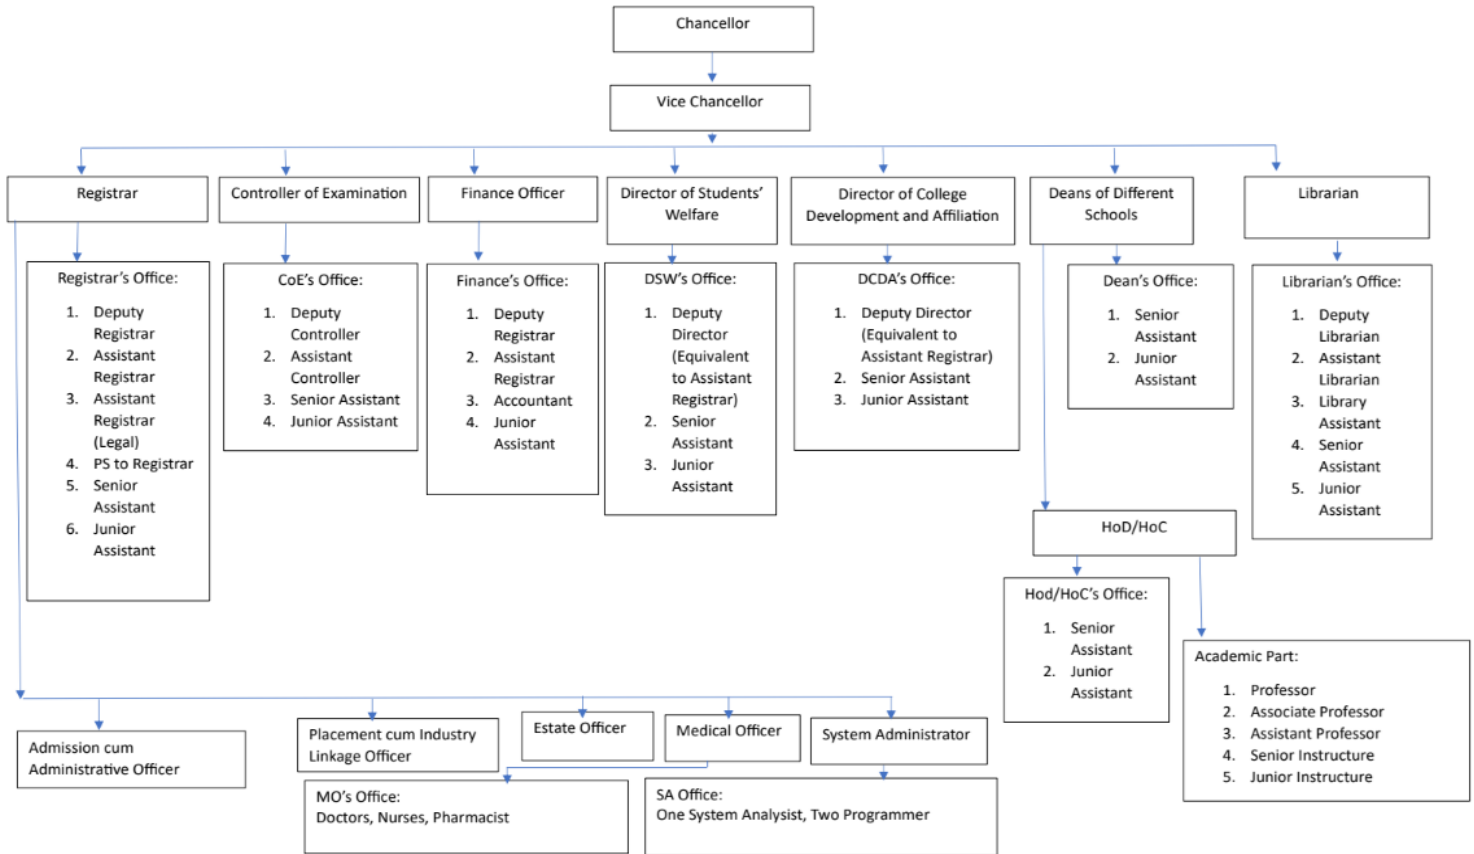 Chancellor
Vice Chancellor
Registrar
Controller of Examination
Finance Officer
Director of Students'
Welfare
Director of College
Development and Affiliation
Deans of Different
Schools
Librarian
Registrar's Office:
1. Deputy
Registrar
2. Assistant
Registrar
3. Assistant
Registrar
(Legal)
4. PS to Registrar
5. Senior
Assistant
6. Junior
Assistant
CoE's Office:
1. Deputy
Controller
2. Assistant
Controller
3. Senior Assistant
4. Junior Assistant
Finance's Office:
1. Deputy
Registrar
2. Assistant
Registrar
3. Accountant
4. Junior
Assistant
DSW's Office:
1. Deputy
Director
(Equivalent
to Assistant
Registrar)
2. Senior
Assistant
3. Junior
Assistant
DCDA's Office:
1. Deputy Director
(Equivalent to
Assistant Registrar)
2. Senior Assistant
3. Junior Assistant
Dean's Office:
1. Senior
Assistant
2. Junior
Assistant
Librarian's Office:
1. Deputy
Librarian
2. Assistant
Librarian
3. Library
Assistant
4. Senior
Assistant
5. Junior
Assistant
HoD/HoC
Hod/HoC's Office:
1. Senior
Assistant
2. Junior
Assistant
Academic Part:
1. Professor
2. Associate Professor
3. Assistant Professor
4. Senior Instructure
5. Junior Instructure
Admission cum
Administrative Officer
Placement cum Industry
Linkage Officer
Estate Officer
Medical Officer
System Administrator
MO's Office:
Doctors, Nurses, Pharmacist
SA Office:
One System Analysist, Two Programmer